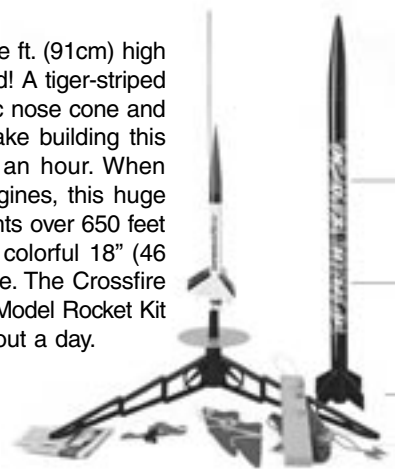 e ft. (91cm) high
d! A tiger-striped
c nose cone and
ake building this
an hour. When
gines, this huge
nts over 650 feet
colorful 18” (46
e. The Crossfire
Model Rocket Kit
out a day.